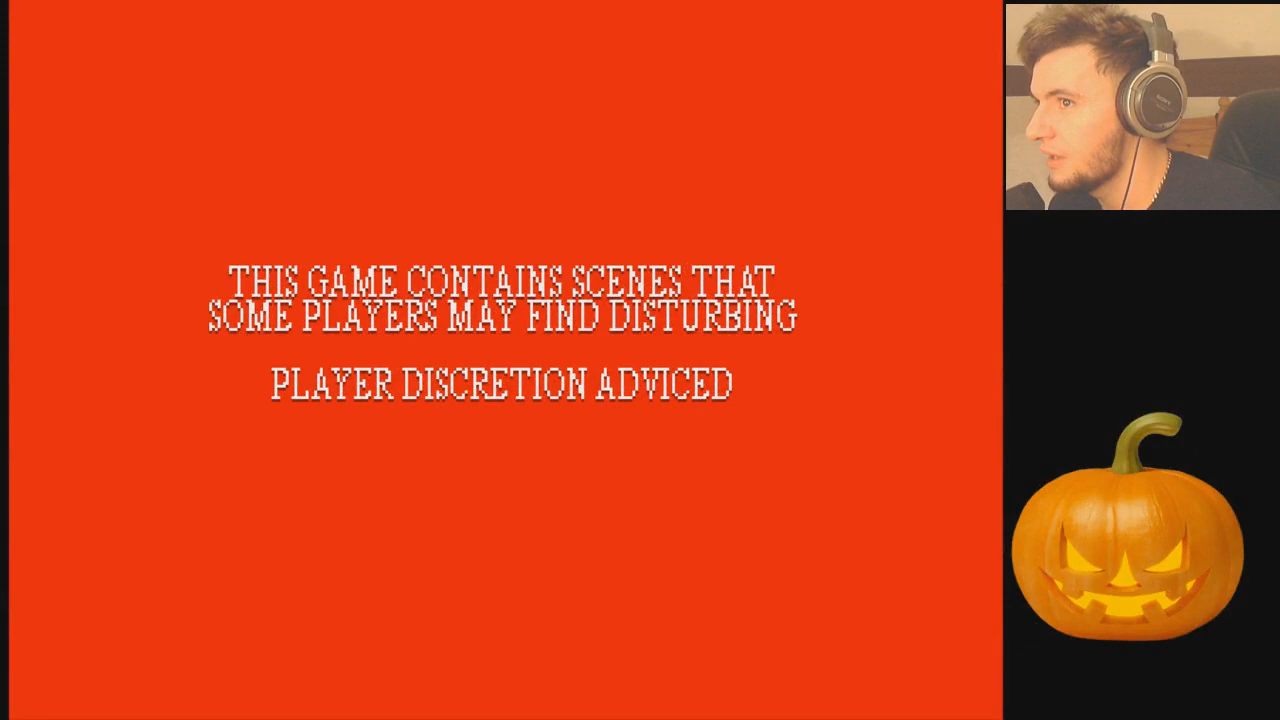 THIS GAME CONTAINS SCENES THAT
SOME PLAYERS MAY FIND DISTURBING
PLAYER DISCRETION ADVICED